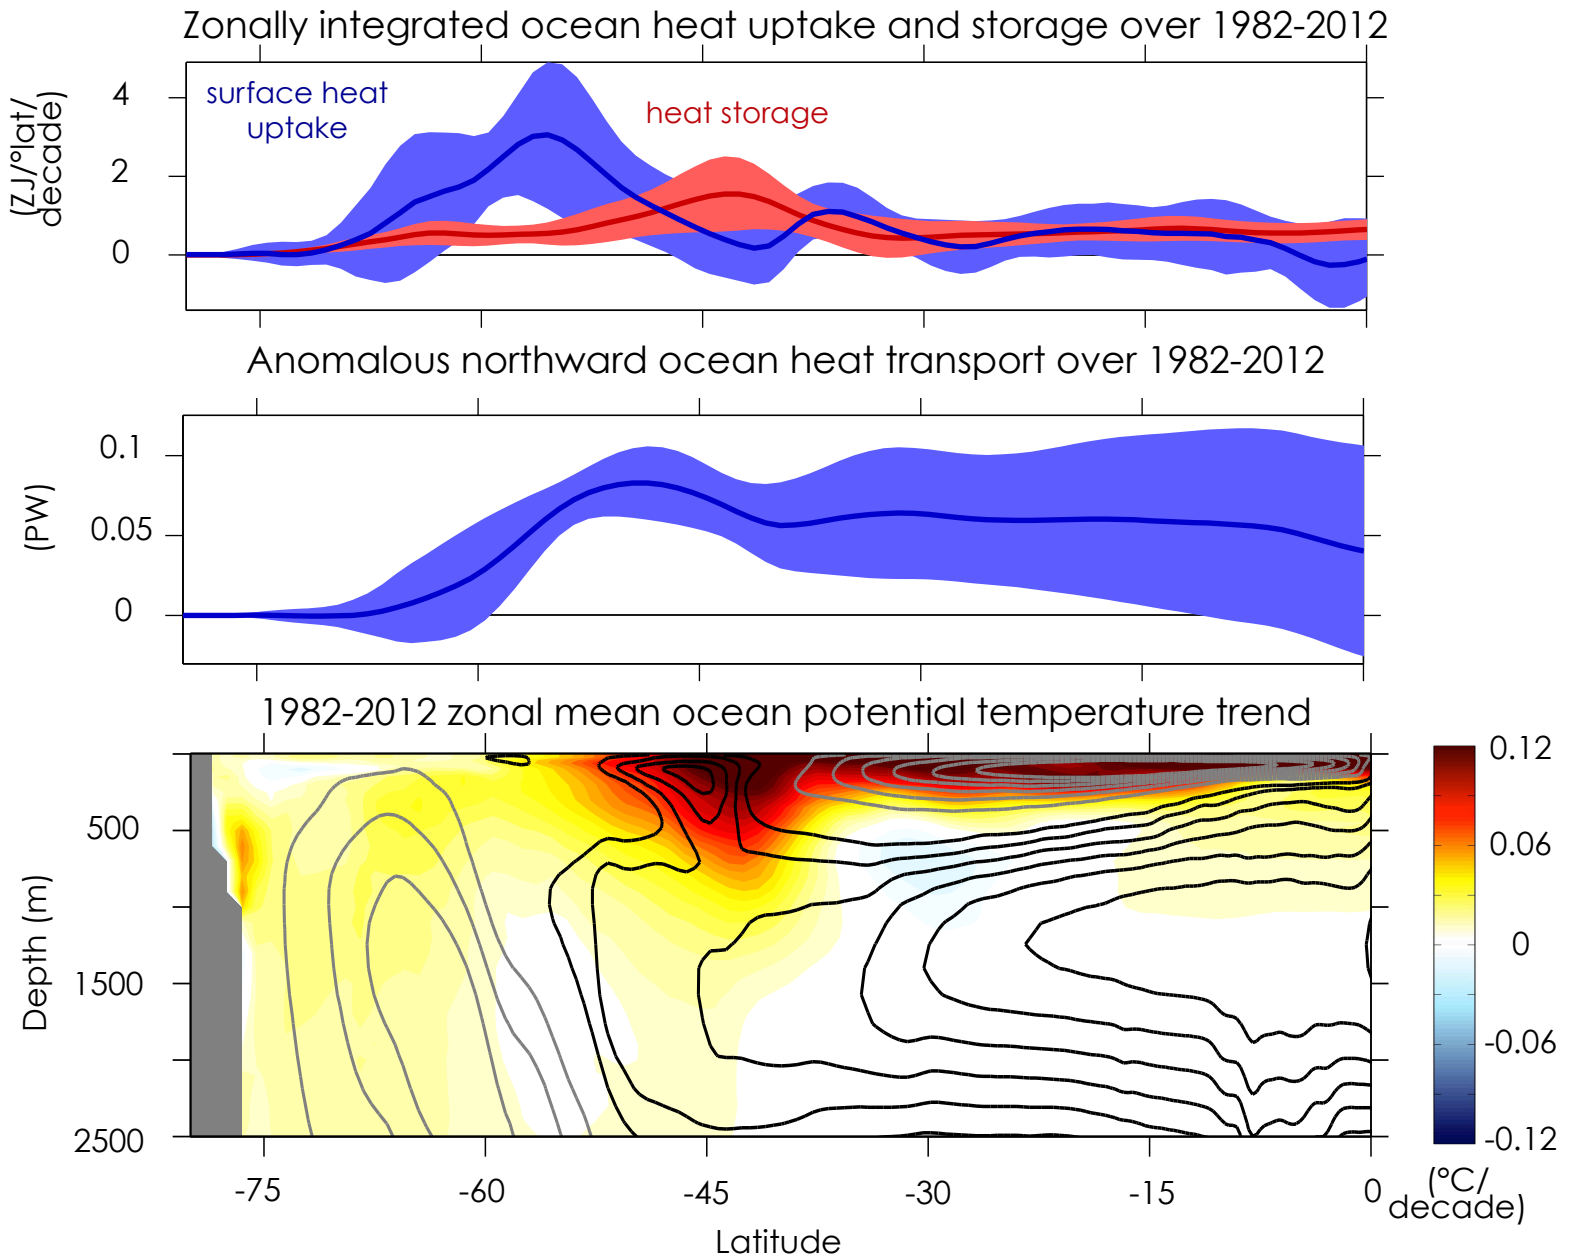 Zonally integrated ocean heat uptake and storage over 1982-2012
(ZJ/°lat/
decade)
4
2
0
surface heat
uptake
heat storage
Anomalous northward ocean heat transport over 1982-2012
(PW)
0.1
0.05
0
1982-2012 zonal mean ocean potential temperature trend
Depth (m)
500
1500
2500
-75
-60
-45
-30
-15
0
Latitude
0.12
0.06
0
-0.06
-0.12
(°C/
decade)